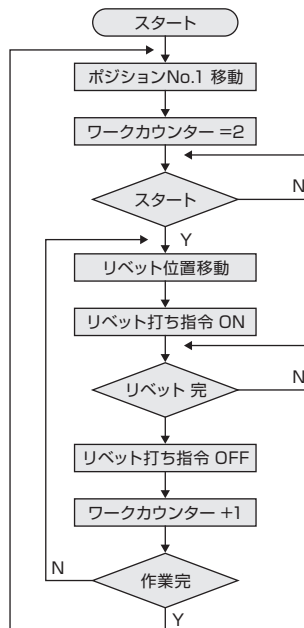 スタート
ポジションNo.1 移動
ワークカウンター =2
スタート
N
Y
リベット位置移動
リベット打ち指令 ON
リベット 完
N
リベット打ち指令 OFF
ワークカウンター +1
N
作業完
Y